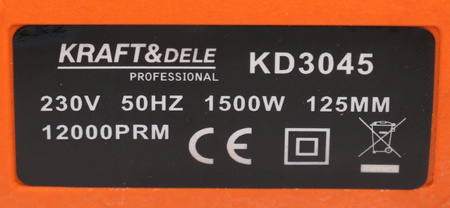 KRAFT&DELE KD3045
PROFESSIONAL
230V 50HZ 1500W 125MM
12000PRM CE